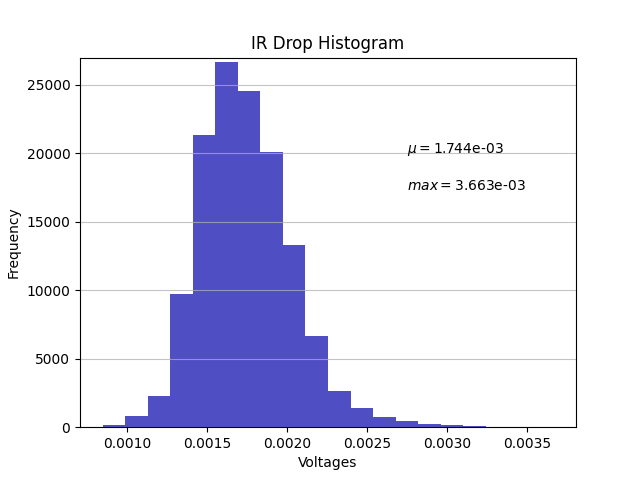 IR Drop Histogram
25000
20000
15000
10000
5000
0
Frequency
μ = 1.744e-03
max = 3.663e-03
0.0010 0.0015 0.0020 0.0025 0.0030 0.0035
Voltages